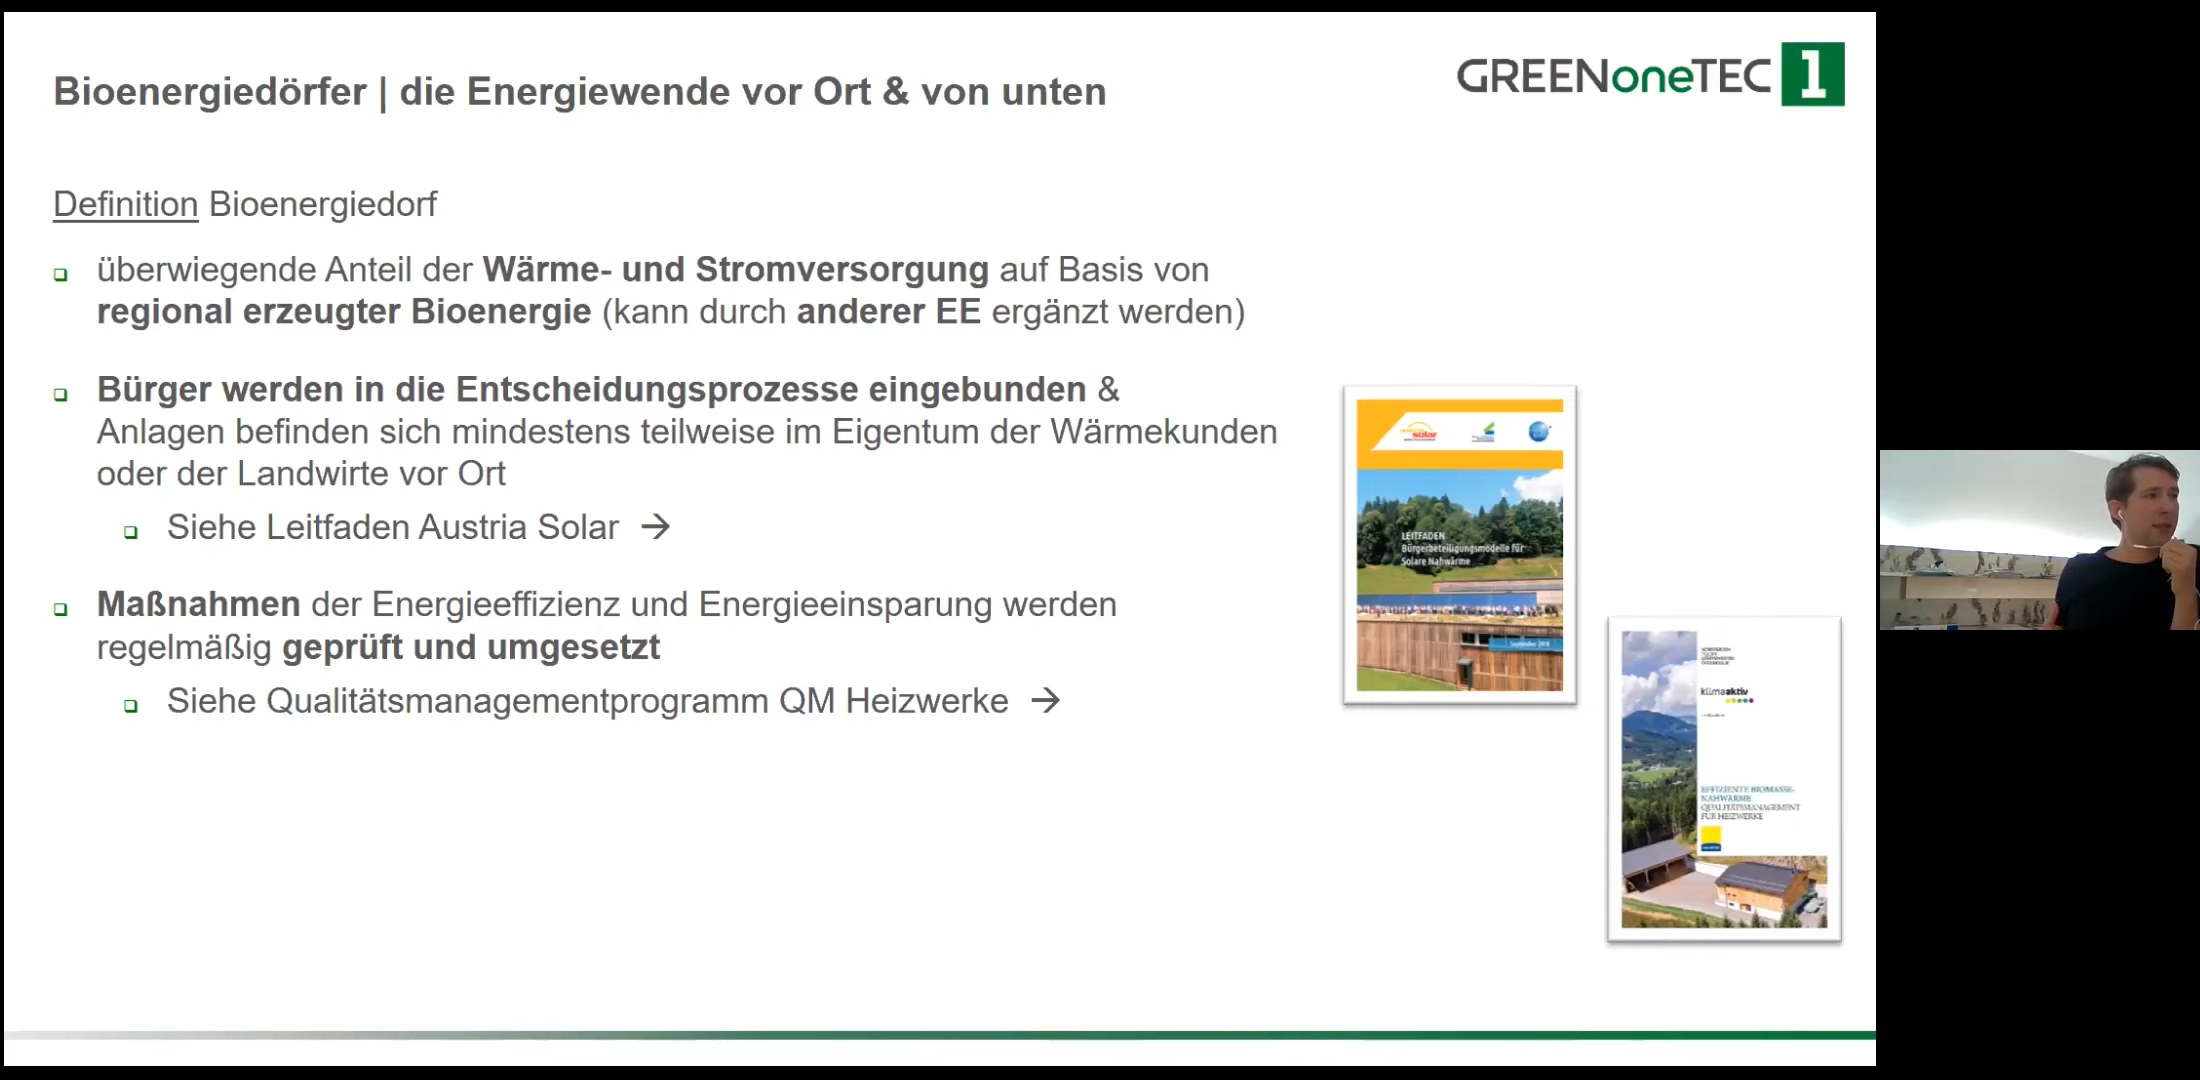 Bioenergiedörfer | die Energiewende vor Ort & von unten
GREENoneTEC 1
Definition Bioenergiedorf
überwiegende Anteil der Wärme- und Stromversorgung auf Basis von
regional erzeugter Bioenergie (kann durch anderer EE ergänzt werden)
Bürger werden in die Entscheidungsprozesse eingebunden &
Anlagen befinden sich mindestens teilweise im Eigentum der Wärmekunden
oder der Landwirte vor Ort
Siehe Leitfaden Austria Solar →
Maßnahmen der Energieeffizienz und Energieeinsparung werden
regelmäßig geprüft und umgesetzt
Siehe Qualitätsmanagementprogramm QM Heizwerke →
solar
LEITFADEN
Bürgerbeteiligungsmodelle für
Solare Nahwärme
klimaaktiv
EFFIZIENTE BIOMASSE-
NAHWÄRME
QUALITÄTSMANAGEMENT
FÜR HEIZWERKE